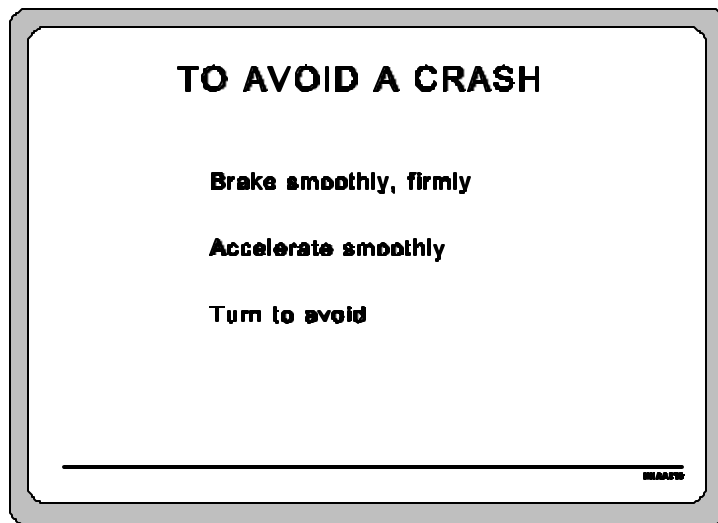 TO AVOID A CRASH
Brake smoothly, firmly
Accelerate smoothly
Turn to avoid